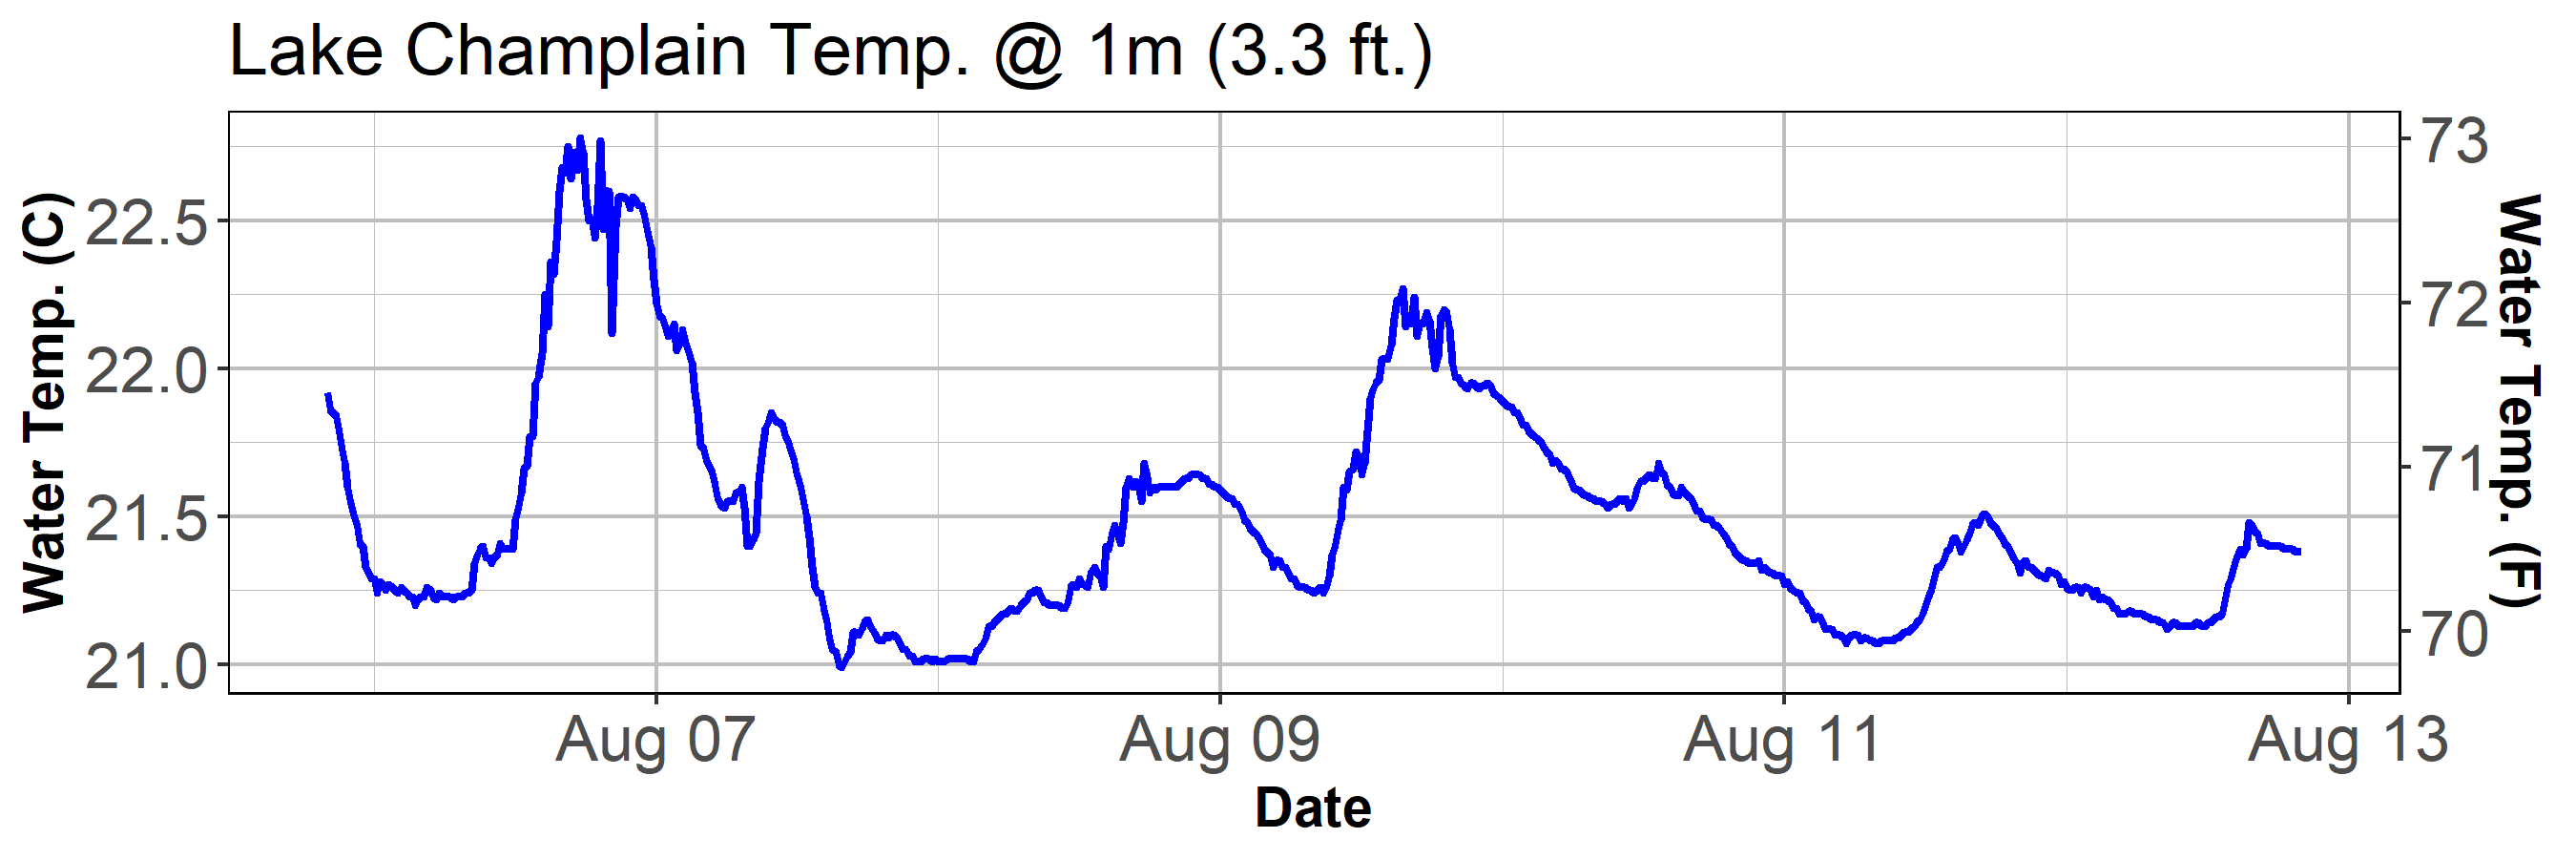 Lake Champlain Temp. @ 1m (3.3 ft.)
Water Temp. (C)
22.5
22.0
21.5
21.0
73
72
71
70
Water Temp. (F)
Aug 07 Aug 09 Aug 11 Aug 13
Date